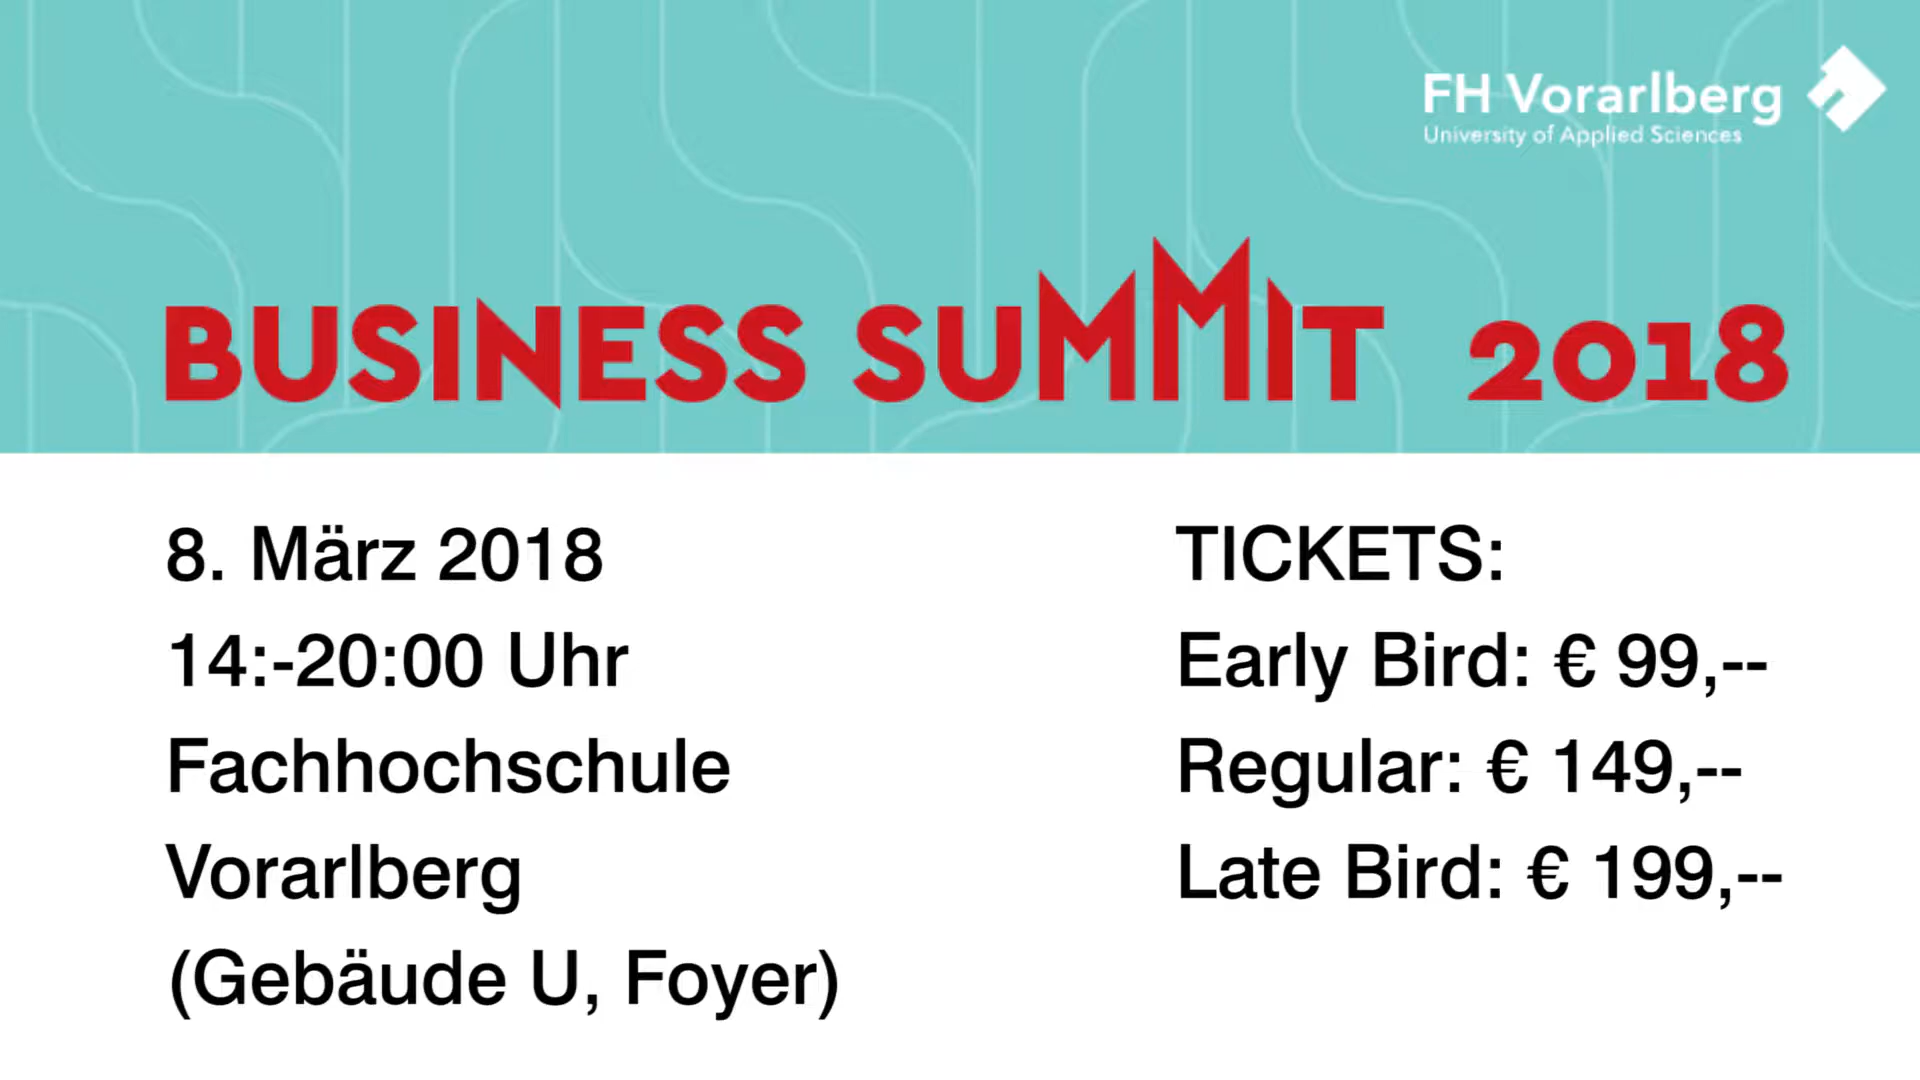 FH Vorarlberg
University of Applied Sciences
BUSINESS SUMMIT 2018
8. März 2018
14:-20:00 Uhr
Fachhochschule
Vorarlberg
(Gebäude U, Foyer)
TICKETS:
Early Bird: € 99,--
Regular: € 149,--
Late Bird: € 199,--